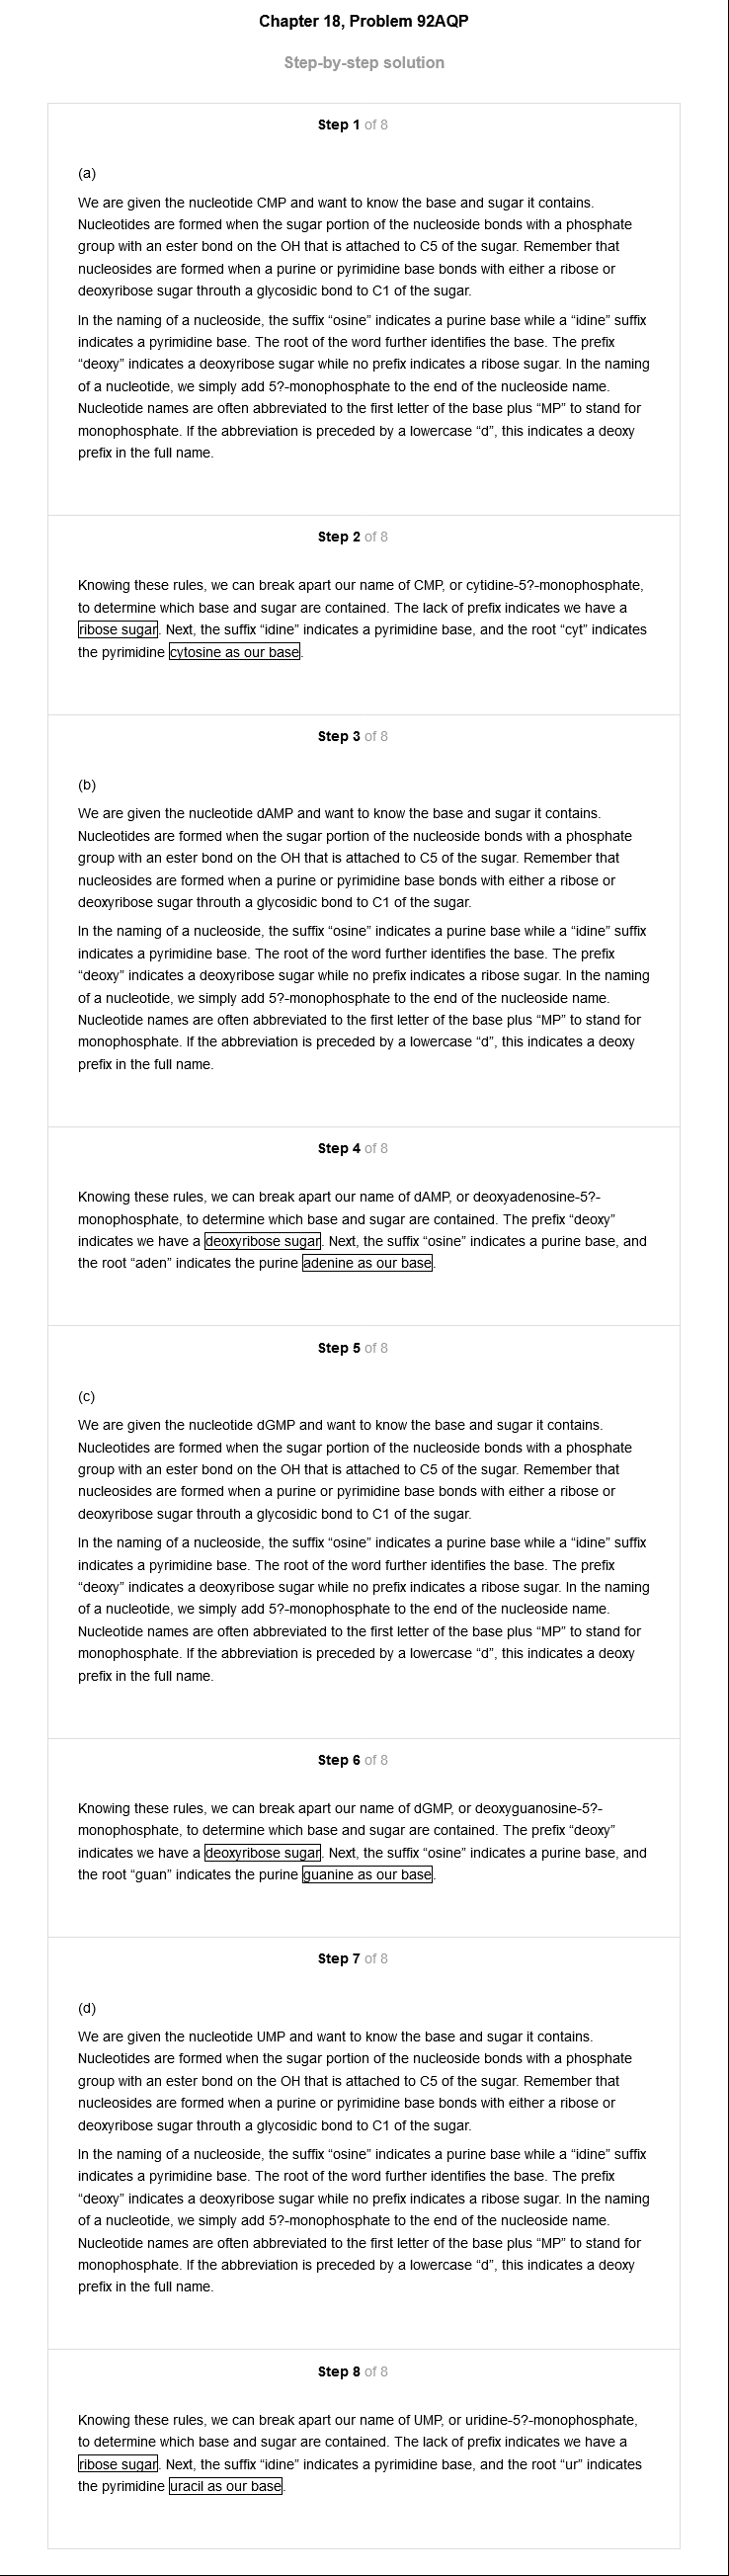 Chapter 18, Problem 92AQP
Step-by-step solution
Step 1 of 8
(a)
We are given the nucleotide CMP and want to know the base and sugar it contains.
Nucleotides are formed when the sugar portion of the nucleoside bonds with a phosphate
group with an ester bond on the OH that is attached to C5 of the sugar. Remember that
nucleosides are formed when a purine or pyrimidine base bonds with either a ribose or
deoxyribose sugar throuth a glycosidic bond to C1 of the sugar.
In the naming of a nucleoside, the suffix “osine” indicates a purine base while a “idine” suffix
indicates a pyrimidine base. The root of the word further identifies the base. The prefix
“deoxy” indicates a deoxyribose sugar while no prefix indicates a ribose sugar. In the naming
of a nucleotide, we simply add 5?-monophosphate to the end of the nucleoside name.
Nucleotide names are often abbreviated to the first letter of the base plus “MP” to stand for
monophosphate. If the abbreviation is preceded by a lowercase “d”, this indicates a deoxy
prefix in the full name.
Step 2 of 8
Knowing these rules, we can break apart our name of CMP, or cytidine-5?-monophosphate,
to determine which base and sugar are contained. The lack of prefix indicates we have a
ribose sugar. Next, the suffix “idine” indicates a pyrimidine base, and the root “cyt” indicates
the pyrimidine cytosine as our base.
Step 3 of 8
(b)
We are given the nucleotide dAMP and want to know the base and sugar it contains.
Nucleotides are formed when the sugar portion of the nucleoside bonds with a phosphate
group with an ester bond on the OH that is attached to C5 of the sugar. Remember that
nucleosides are formed when a purine or pyrimidine base bonds with either a ribose or
deoxyribose sugar throuth a glycosidic bond to C1 of the sugar.
In the naming of a nucleoside, the suffix “osine” indicates a purine base while a “idine” suffix
indicates a pyrimidine base. The root of the word further identifies the base. The prefix
“deoxy” indicates a deoxyribose sugar while no prefix indicates a ribose sugar. In the naming
of a nucleotide, we simply add 5?-monophosphate to the end of the nucleoside name.
Nucleotide names are often abbreviated to the first letter of the base plus “MP” to stand for
monophosphate. If the abbreviation is preceded by a lowercase “d”, this indicates a deoxy
prefix in the full name.
Step 4 of 8
Knowing these rules, we can break apart our name of dAMP, or deoxyadenosine-5?-
monophosphate, to determine which base and sugar are contained. The prefix “deoxy”
indicates we have a deoxyribose sugar. Next, the suffix “osine” indicates a purine base, and
the root “aden” indicates the purine adenine as our base.
Step 5 of 8
(c)
We are given the nucleotide dGMP and want to know the base and sugar it contains.
Nucleotides are formed when the sugar portion of the nucleoside bonds with a phosphate
group with an ester bond on the OH that is attached to C5 of the sugar. Remember that
nucleosides are formed when a purine or pyrimidine base bonds with either a ribose or
deoxyribose sugar throuth a glycosidic bond to C1 of the sugar.
In the naming of a nucleoside, the suffix “osine” indicates a purine base while a “idine” suffix
indicates a pyrimidine base. The root of the word further identifies the base. The prefix
“deoxy” indicates a deoxyribose sugar while no prefix indicates a ribose sugar. In the naming
of a nucleotide, we simply add 5?-monophosphate to the end of the nucleoside name.
Nucleotide names are often abbreviated to the first letter of the base plus “MP” to stand for
monophosphate. If the abbreviation is preceded by a lowercase “d”, this indicates a deoxy
prefix in the full name.
Step 6 of 8
Knowing these rules, we can break apart our name of dGMP, or deoxyguanosine-5?-
monophosphate, to determine which base and sugar are contained. The prefix “deoxy”
indicates we have a deoxyribose sugar. Next, the suffix “osine” indicates a purine base, and
the root “guan” indicates the purine guanine as our base.
Step 7 of 8
(d)
We are given the nucleotide UMP and want to know the base and sugar it contains.
Nucleotides are formed when the sugar portion of the nucleoside bonds with a phosphate
group with an ester bond on the OH that is attached to C5 of the sugar. Remember that
nucleosides are formed when a purine or pyrimidine base bonds with either a ribose or
deoxyribose sugar throuth a glycosidic bond to C1 of the sugar.
In the naming of a nucleoside, the suffix “osine” indicates a purine base while a “idine” suffix
indicates a pyrimidine base. The root of the word further identifies the base. The prefix
“deoxy” indicates a deoxyribose sugar while no prefix indicates a ribose sugar. In the naming
of a nucleotide, we simply add 5?-monophosphate to the end of the nucleoside name.
Nucleotide names are often abbreviated to the first letter of the base plus “MP” to stand for
monophosphate. If the abbreviation is preceded by a lowercase “d”, this indicates a deoxy
prefix in the full name.
Step 8 of 8
Knowing these rules, we can break apart our name of UMP, or uridine-5?-monophosphate,
to determine which base and sugar are contained. The lack of prefix indicates we have a
ribose sugar. Next, the suffix “idine” indicates a pyrimidine base, and the root “ur” indicates
the pyrimidine uracil as our base.